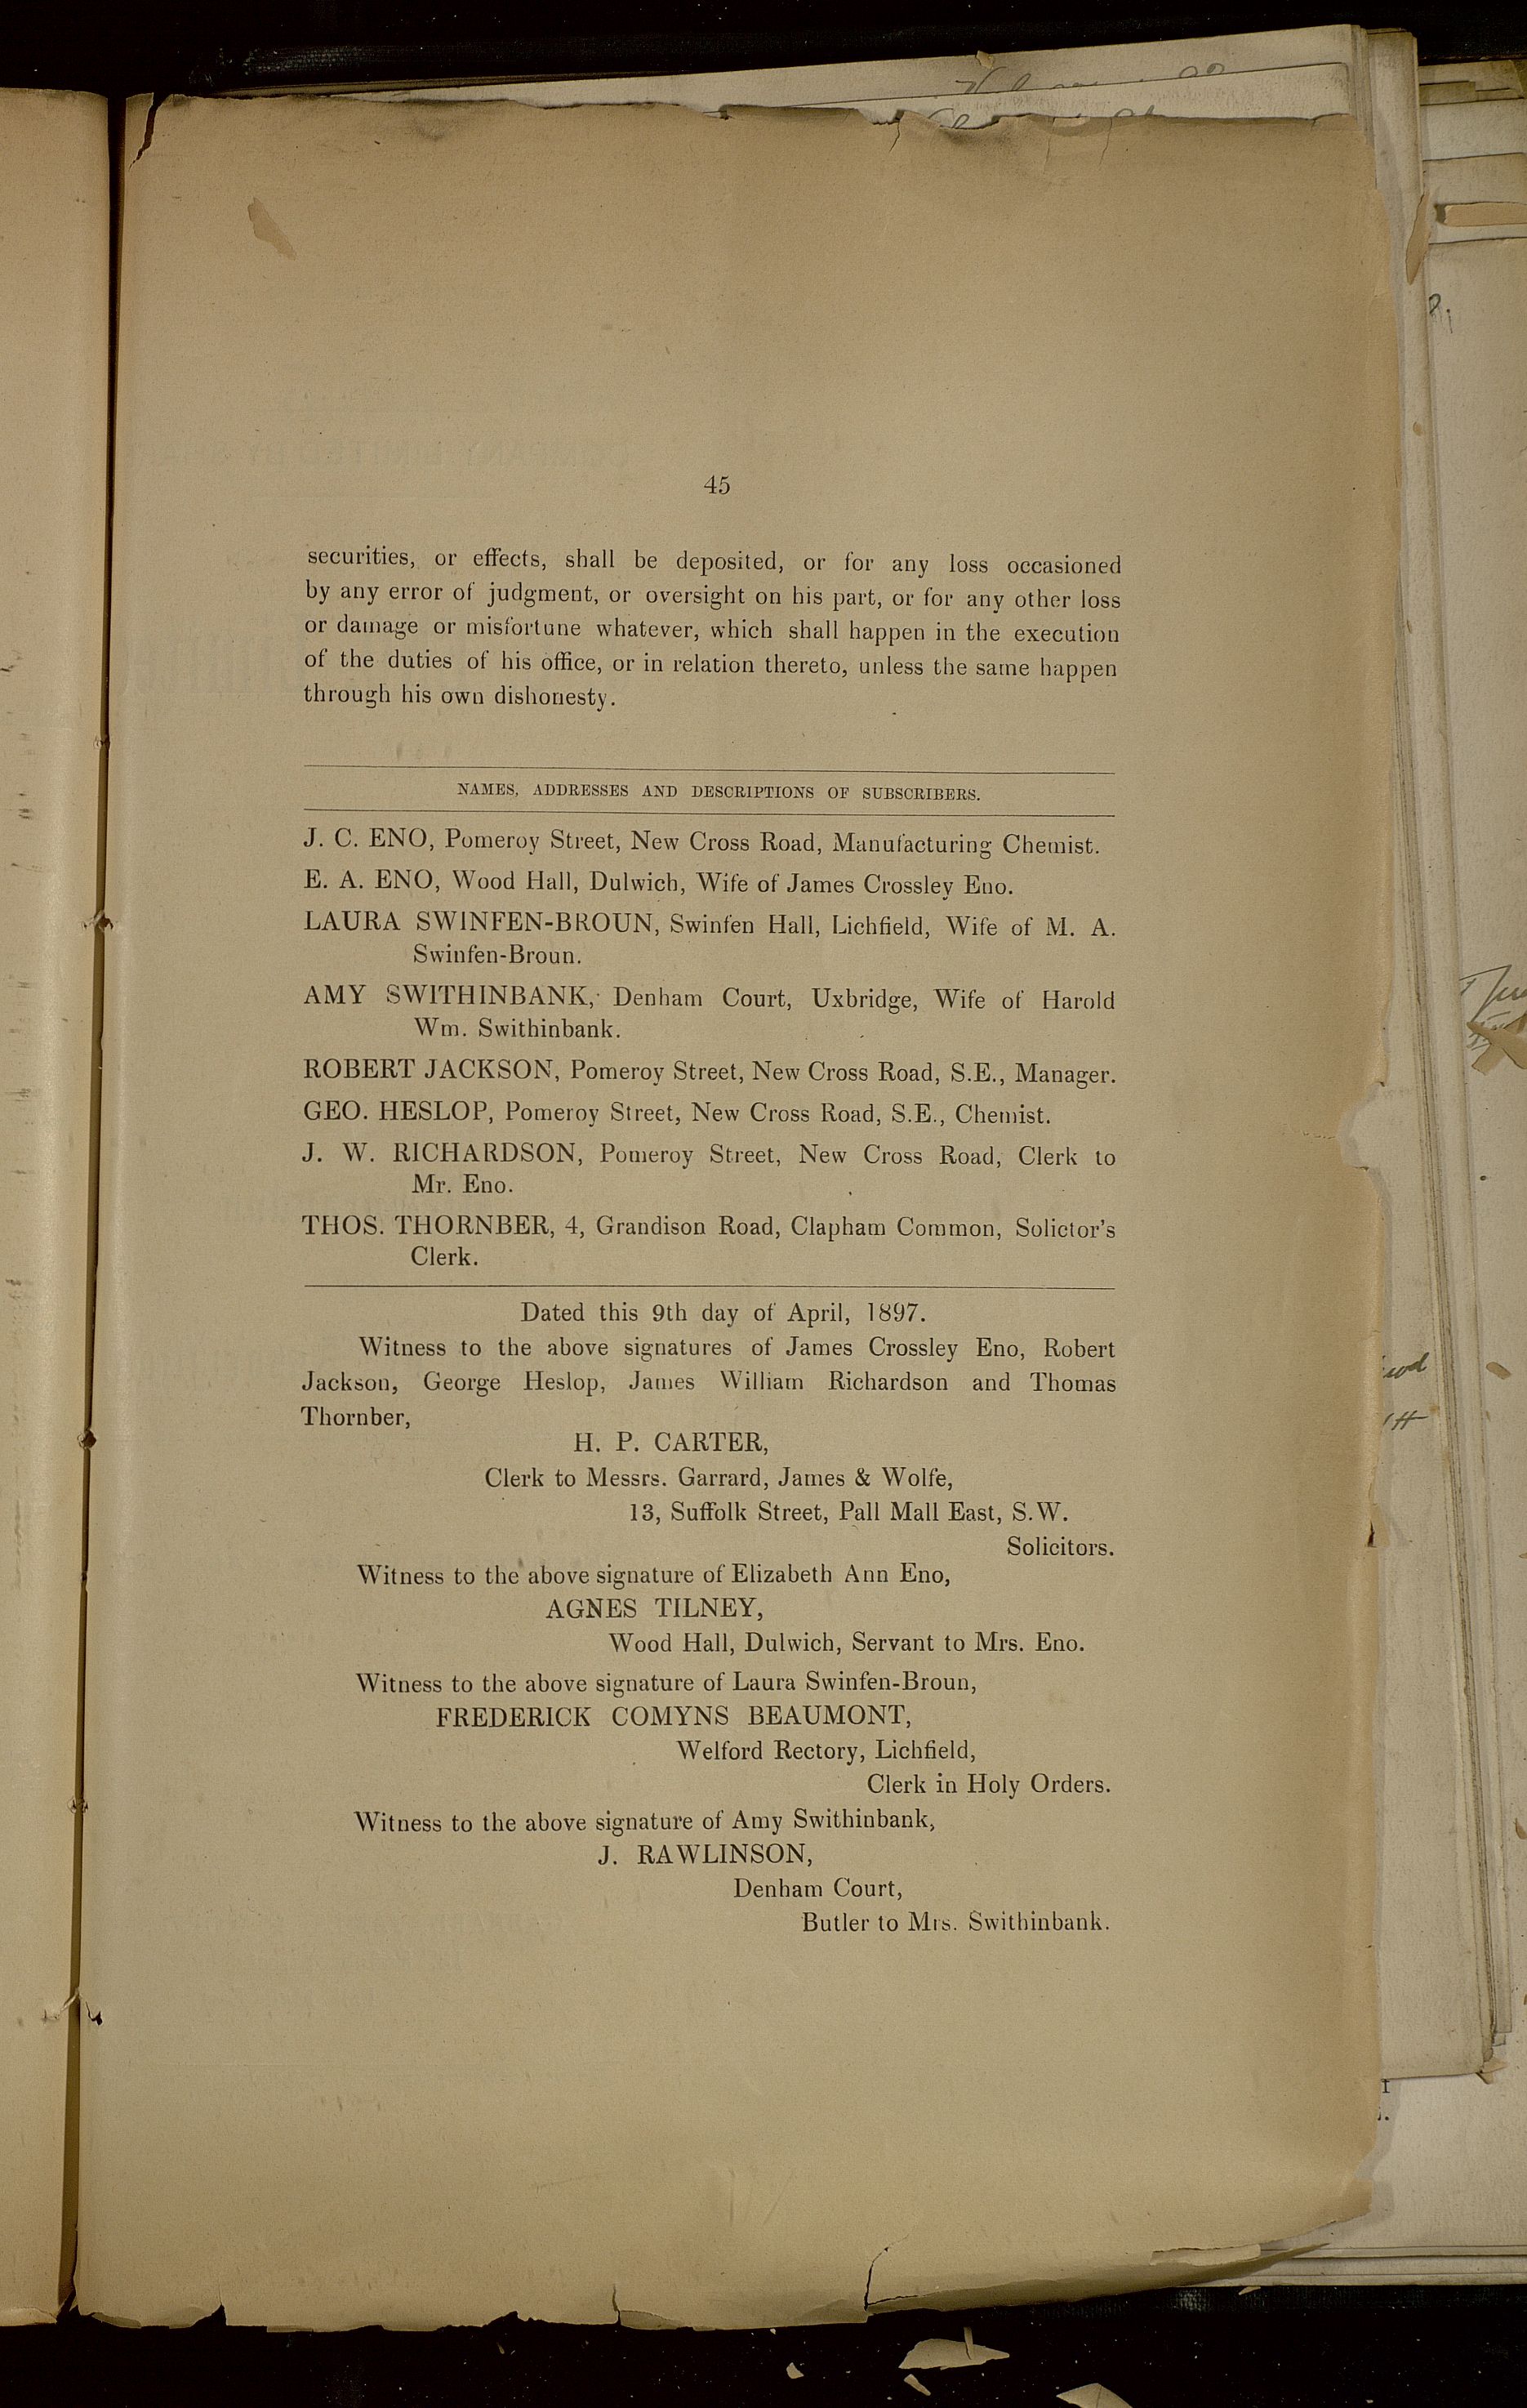 45
securities, or effects, shall be deposited, or for any loss occasioned
by any error of judgment, or oversight on his part, or for any other loss
or damage or misfortune whatever, which shall happen in the execution
of the duties of his office, or in relation thereto, unless the same happen
through his own dishonesty.
NAMES, ADDRESSES AND DESCRIPTIONS OF SUBSCRIBERS.
J. C. ENO, Pomeroy Street, New Cross Road, Manufacturing Chemist.
E. A. ENO, Wood Hall, Dulwich, Wife of James Crossley Eno.
LAURA SWINFEN-BROUN, Swinfen Hall, Lichfield, Wife of M. A.
Swinfen-Broun.
AMY SWITHINBANK, Denham Court, Uxbridge, Wife of Harold
Wm. Swithinbank.
ROBERT JACKSON, Pomeroy Street, New Cross Road, S.E., Manager.
GEO. HESLOP, Pomeroy Street, New Cross Road, S.E., Chemist.
J. W. RICHARDSON, Pomeroy Street, New Cross Road, Clerk to
Mr. Eno.
THOS. THORNBER, 4, Grandison Road, Clapham Common, Solictor's
Clerk.
Dated this 9th day of April, 1897.
Witness to the above signatures of James Crossley Eno, Robert
Jackson, George Heslop, James William Richardson and Thomas
Thornber,
H. P. CARTER,
Clerk to Messrs. Garrard, James & Wolfe,
13, Suffolk Street, Pall Mall East, S.W.
Solicitors.
Witness to the above signature of Elizabeth Ann Eno,
AGNES TILNEY,
Wood Hall, Dulwich, Servant to Mrs. Eno.
Witness to the above signature of Laura Swinfen-Broun,
FREDERICK COMYNS BEAUMONT,
Welford Rectory, Lichfield,
Clerk in Holy Orders.
Witness to the above signature of Amy Swithinbank,
J. RAWLINSON,
Denham Court,
Butler to Mrs. Swithinbank.